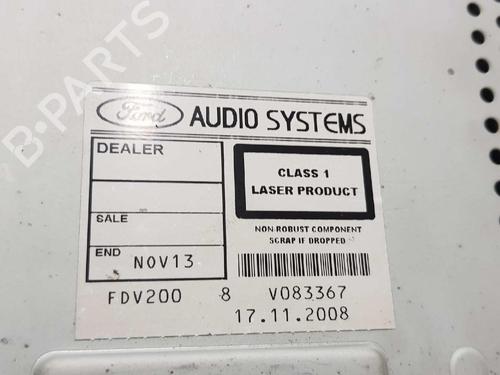 B-PARTS
Ford AUDIO SYSTEMS
DEALER
SALE
END NOV13
CLASS 1
LASER PRODUCT
NON-ROBUST COMPONENT
SCRAP IF DROPPED
FDV200 8 V083367
17.11.2008